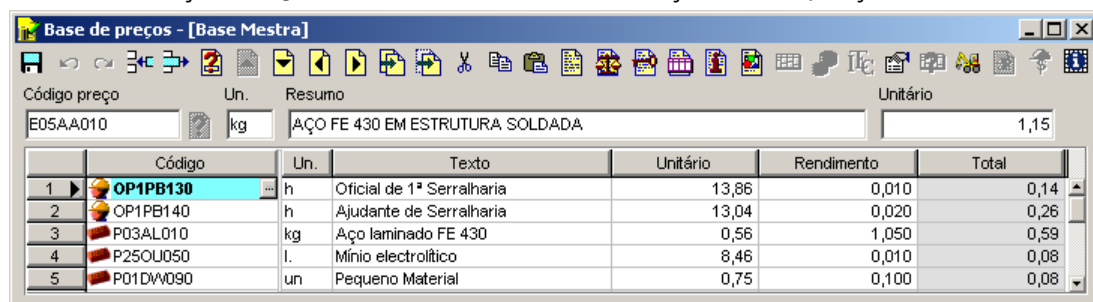 Base de preços - [Base Mestra]
Código preço Un. Resumo Unitário
E05AA010 kg AÇO FE 430 EM ESTRUTURA SOLDADA 1,15
Código Un. Texto Unitário Rendimento Total
1 OP1PB130 ... h Oficial de 1ª Serralharia 13,86 0,010 0,14
2 OP1PB140 h Ajudante de Serralharia 13,04 0,020 0,26
3 P03AL010 kg Aço laminado FE 430 0,56 1,050 0,59
4 P25OU050 l. Mínio electrolítico 8,46 0,010 0,08
5 P01DW090 un Pequeno Material 0,75 0,100 0,08